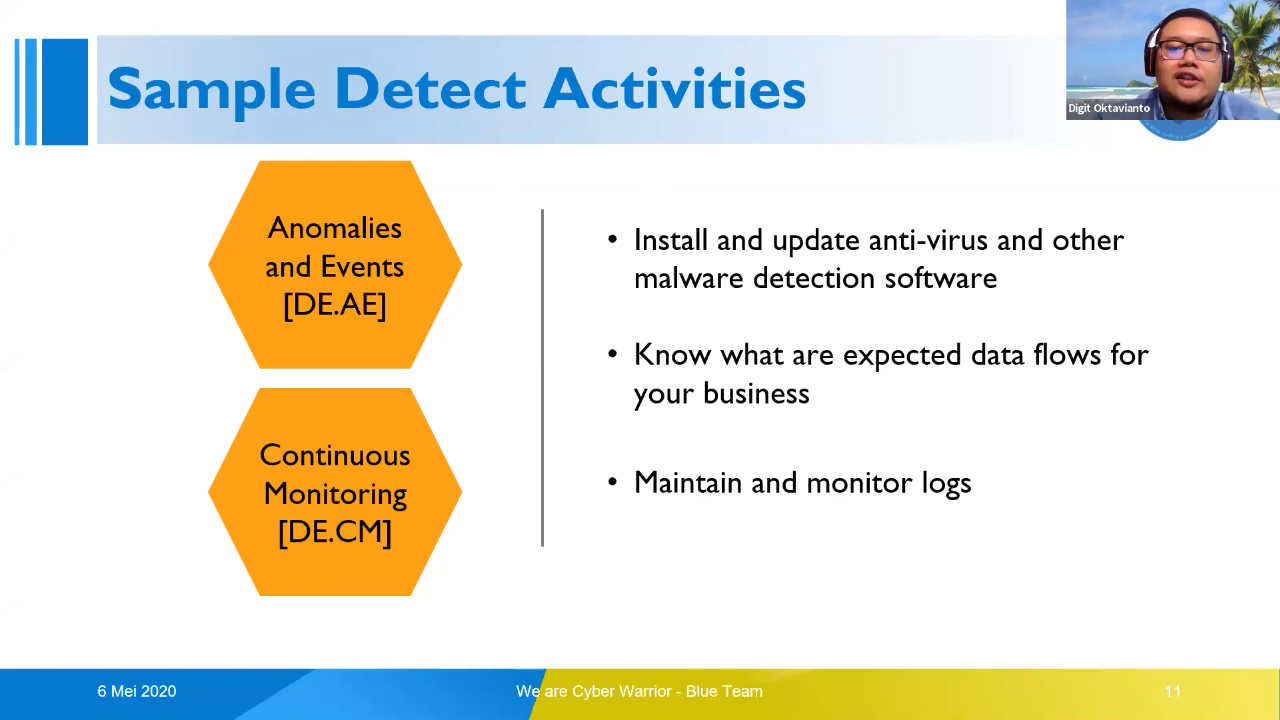 Sample Detect Activities
Digit Oktavianto
Anomalies
and Events
[DE.AE]
Continuous
Monitoring
[DE.CM]
• Install and update anti-virus and other
malware detection software
• Know what are expected data flows for
your business
• Maintain and monitor logs
6 Mei 2020
We are Cyber Warrior - Blue Team
11